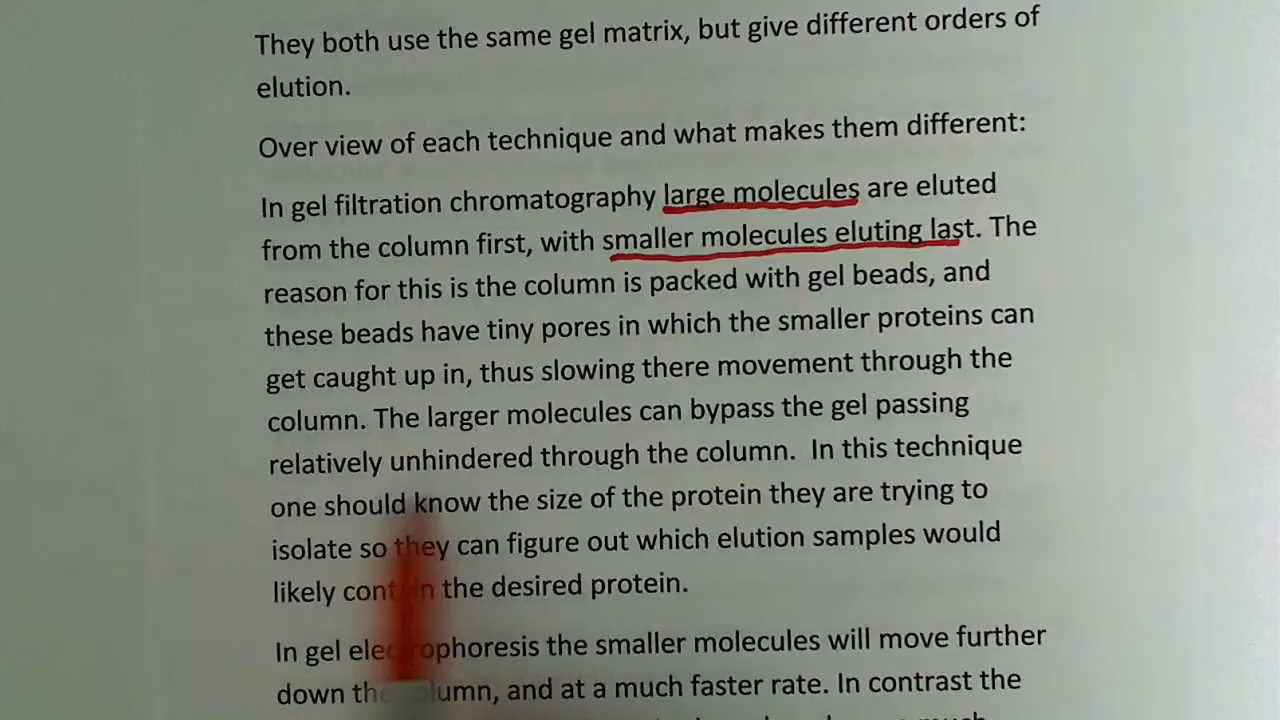 They both use the same gel matrix, but give different orders of
elution.
Over view of each technique and what makes them different:
In gel filtration chromatography large molecules are eluted
from the column first, with smaller molecules eluting last. The
reason for this is the column is packed with gel beads, and
these beads have tiny pores in which the smaller proteins can
get caught up in, thus slowing there movement through the
column. The larger molecules can bypass the gel passing
relatively unhindered through the column. In this technique
one should know the size of the protein they are trying to
isolate so they can figure out which elution samples would
likely contain the desired protein.
In gel electrophoresis the smaller molecules will move further
down the column, and at a much faster rate. In contrast the